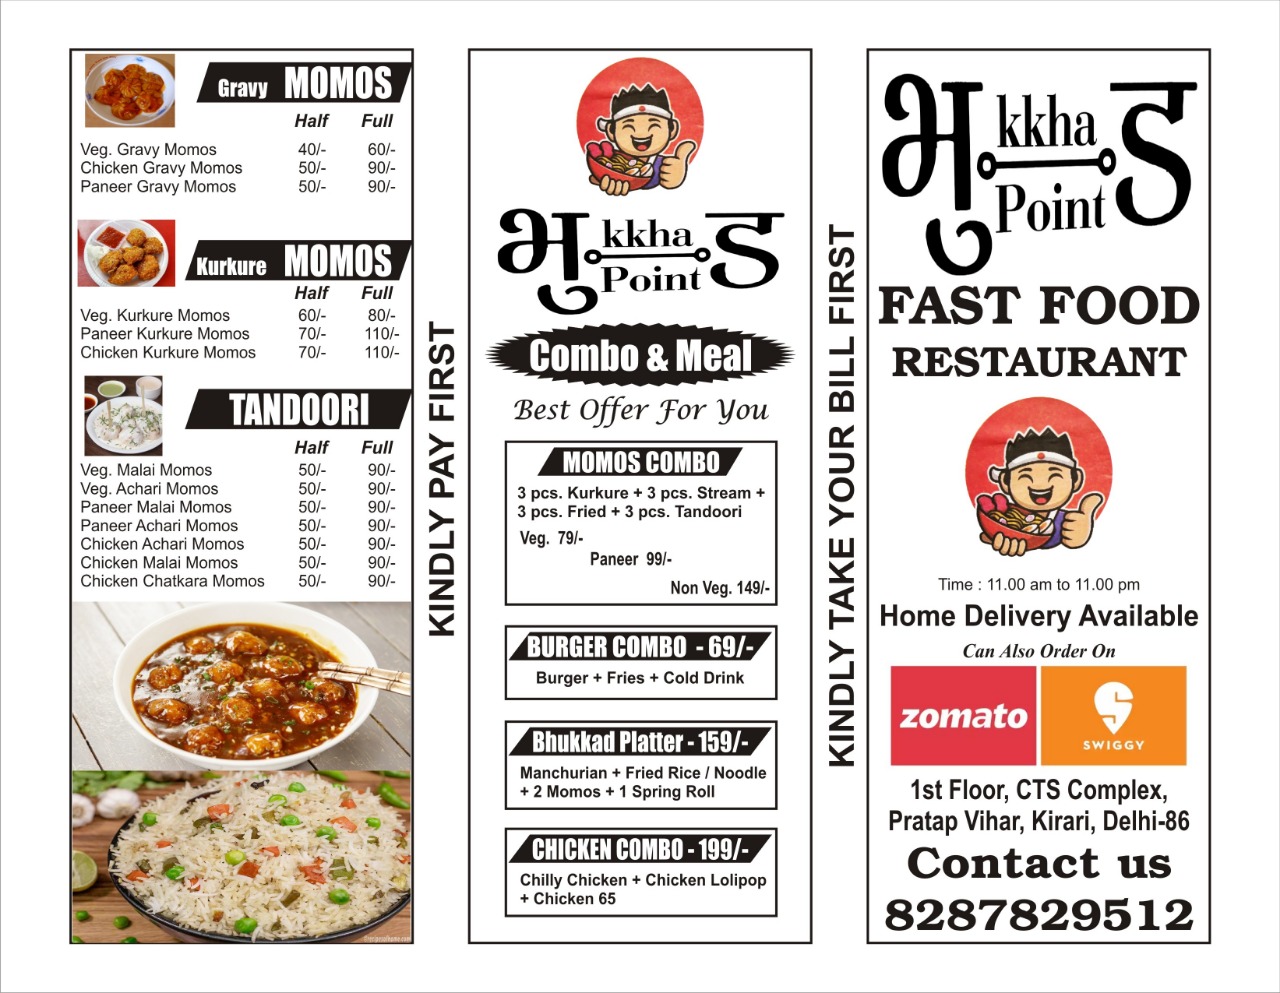 Gravy MOMOS
Half Full
Veg. Gravy Momos 40/- 60/-
Chicken Gravy Momos 50/- 90/-
Paneer Gravy Momos 50/- 90/-
Kurkure MOMOS
Half Full
Veg. Kurkure Momos 60/- 80/-
Paneer Kurkure Momos 70/- 110/-
Chicken Kurkure Momos 70/- 110/-
TANDOORI
Half Full
Veg. Malai Momos 50/- 90/-
Veg. Achari Momos 50/- 90/-
Paneer Malai Momos 50/- 90/-
Paneer Achari Momos 50/- 90/-
Chicken Achari Momos 50/- 90/-
Chicken Malai Momos 50/- 90/-
Chicken Chatkara Momos 50/- 90/-
KINDLY PAY FIRST
भु kkha ड
Point
Combo & Meal
Best Offer For You
MOMOS COMBO
3 pcs. Kurkure + 3 pcs. Stream +
3 pcs. Fried + 3 pcs. Tandoori
Veg. 79/-
Paneer 99/-
Non Veg. 149/-
BURGER COMBO - 69/-
Burger + Fries + Cold Drink
Bhukkad Platter - 159/-
Manchurian + Fried Rice / Noodle
+ 2 Momos + 1 Spring Roll
CHICKEN COMBO - 199/-
Chilly Chicken + Chicken Lolipop
+ Chicken 65
KINDLY TAKE YOUR BILL FIRST
भु kkha ड
Point
FAST FOOD
RESTAURANT
Time : 11.00 am to 11.00 pm
Home Delivery Available
Can Also Order On
zomato
SWIGGY
1st Floor, CTS Complex,
Pratap Vihar, Kirari, Delhi-86
Contact us
8287829512